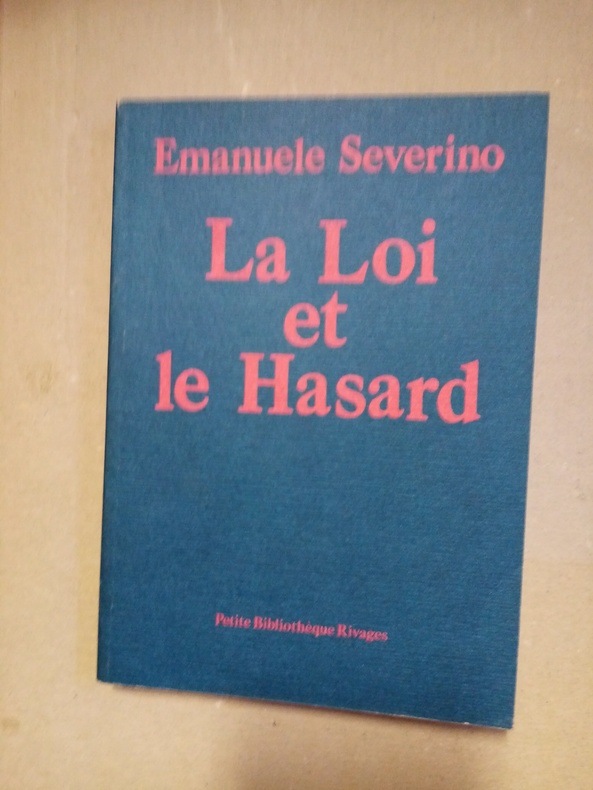 Emanuele Severino
La Loi
et
le Hasard
Petite Bibliothèque Rivages